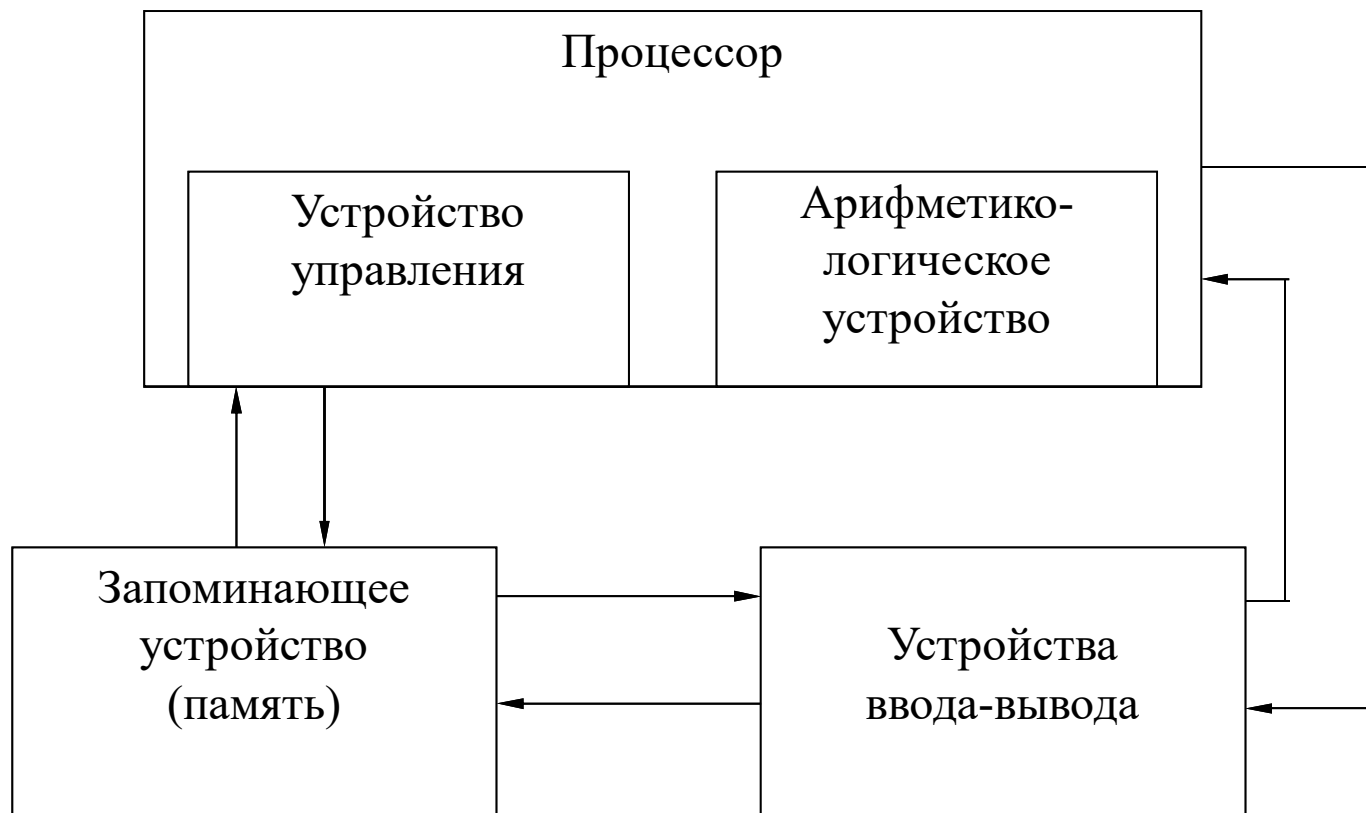 Процессор
Устройство
управления
Арифметико-
логическое
устройство
Запоминающее
устройство
(память)
Устройства
ввода-вывода